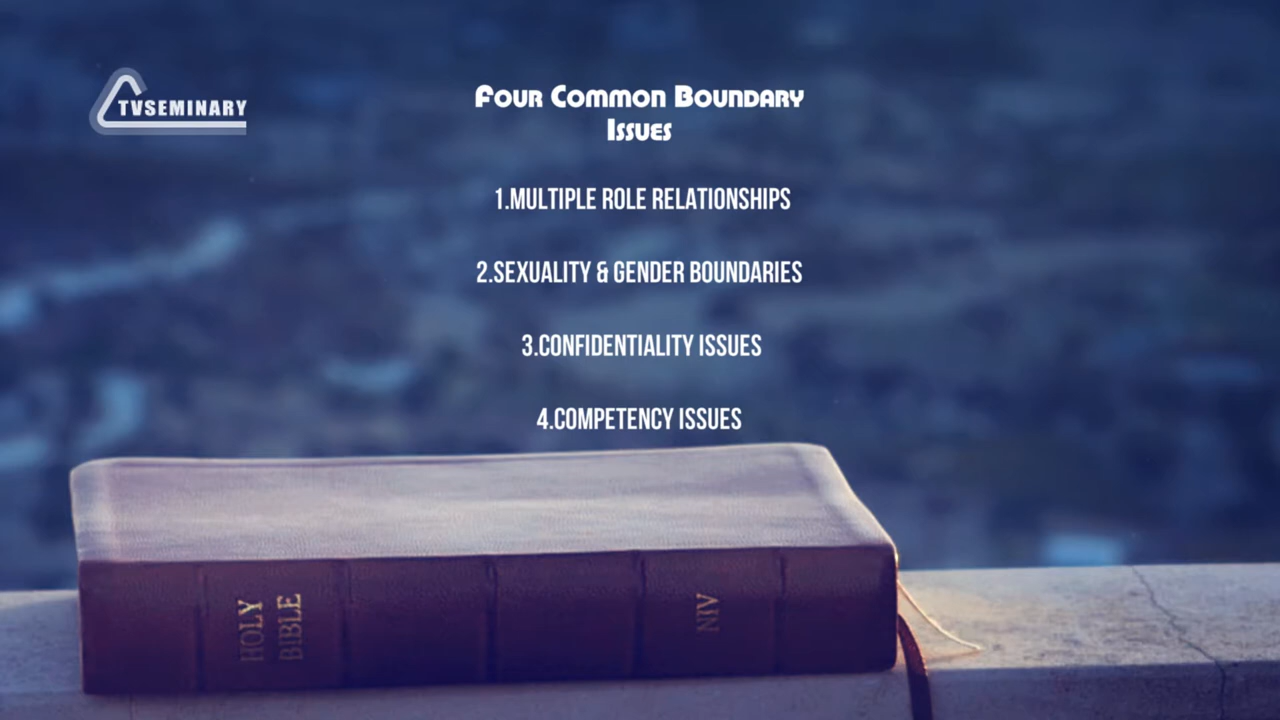 TVSEMINARY
Four Common Boundary
Issues
1.MULTIPLE ROLE RELATIONSHIPS
2.SEXUALITY & GENDER BOUNDARIES
3.CONFIDENTIALITY ISSUES
4.COMPETENCY ISSUES
HOLY
BIBLE
NIV